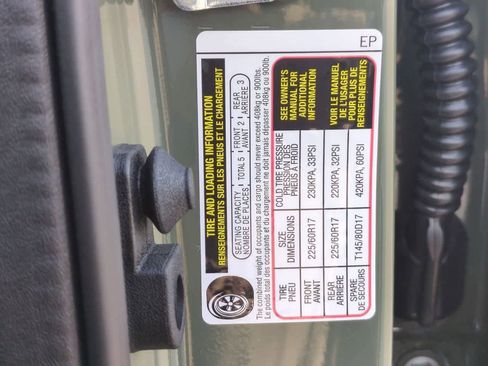 EP
TIRE AND LOADING INFORMATION
RENSEIGNEMENTS SUR LES PNEUS ET LE CHARGEMENT
SEATING CAPACITY
NOMBRE DE PLACES
TOTAL 5
FRONT
AVANT 2
REAR
ARRIÈRE 3
The combined weight of occupants and cargo should never exceed 408kg or 900lbs.
Le poids total des occupants et du chargement ne doit jamais dépasser 408kg ou 900lb.
TIRE
PNEU
SIZE
DIMENSIONS
COLD TIRE PRESSURE
PRESSION DES
PNEUS A FROID
FRONT
AVANT
225/60R17
230KPA, 33PSI
REAR
ARRIÈRE
225/60R17
220KPA, 32PSI
SPARE
DE SECOURS
T145/80D17
420KPA, 60PSI
SEE OWNER'S
MANUAL FOR
ADDITIONAL
INFORMATION
VOIR LE MANUEL
DE L'USAGER
POUR PLUS DE
RENSEIGNEMENTS